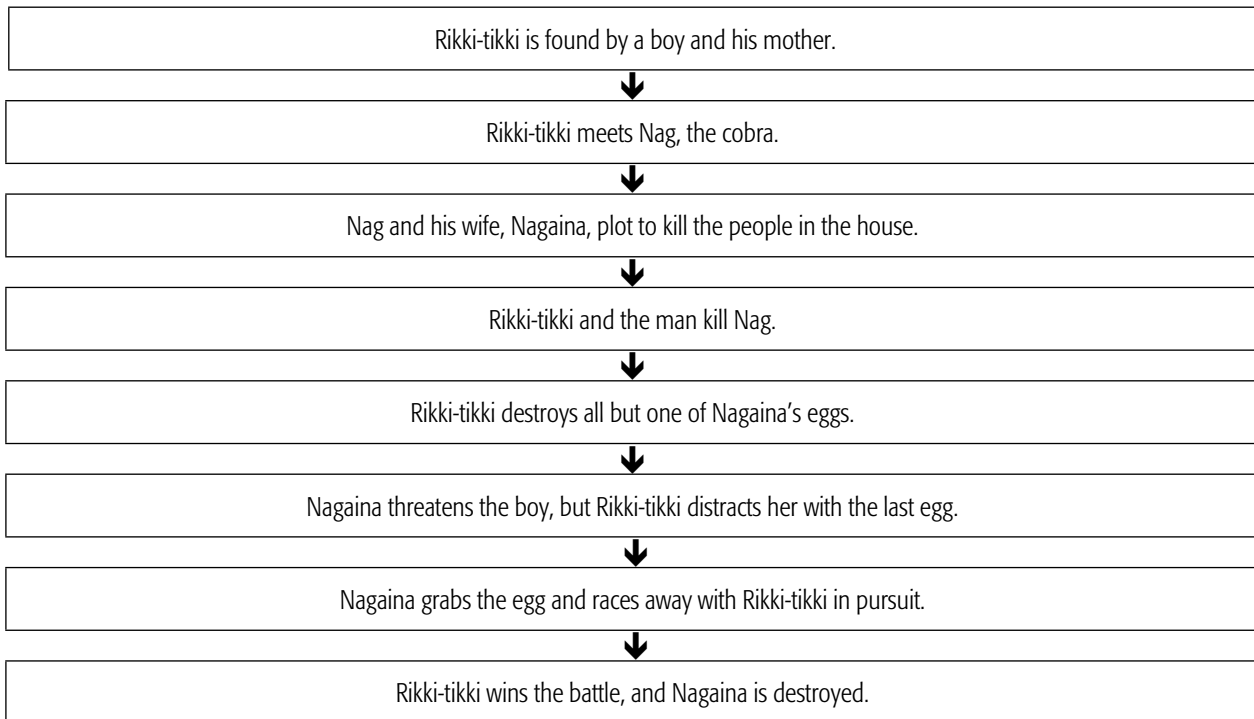 Rikki-tikki is found by a boy and his mother.
Rikki-tikki meets Nag, the cobra.
Nag and his wife, Nagaina, plot to kill the people in the house.
Rikki-tikki and the man kill Nag.
Rikki-tikki destroys all but one of Nagaina’s eggs.
Nagaina threatens the boy, but Rikki-tikki distracts her with the last egg.
Nagaina grabs the egg and races away with Rikki-tikki in pursuit.
Rikki-tikki wins the battle, and Nagaina is destroyed.